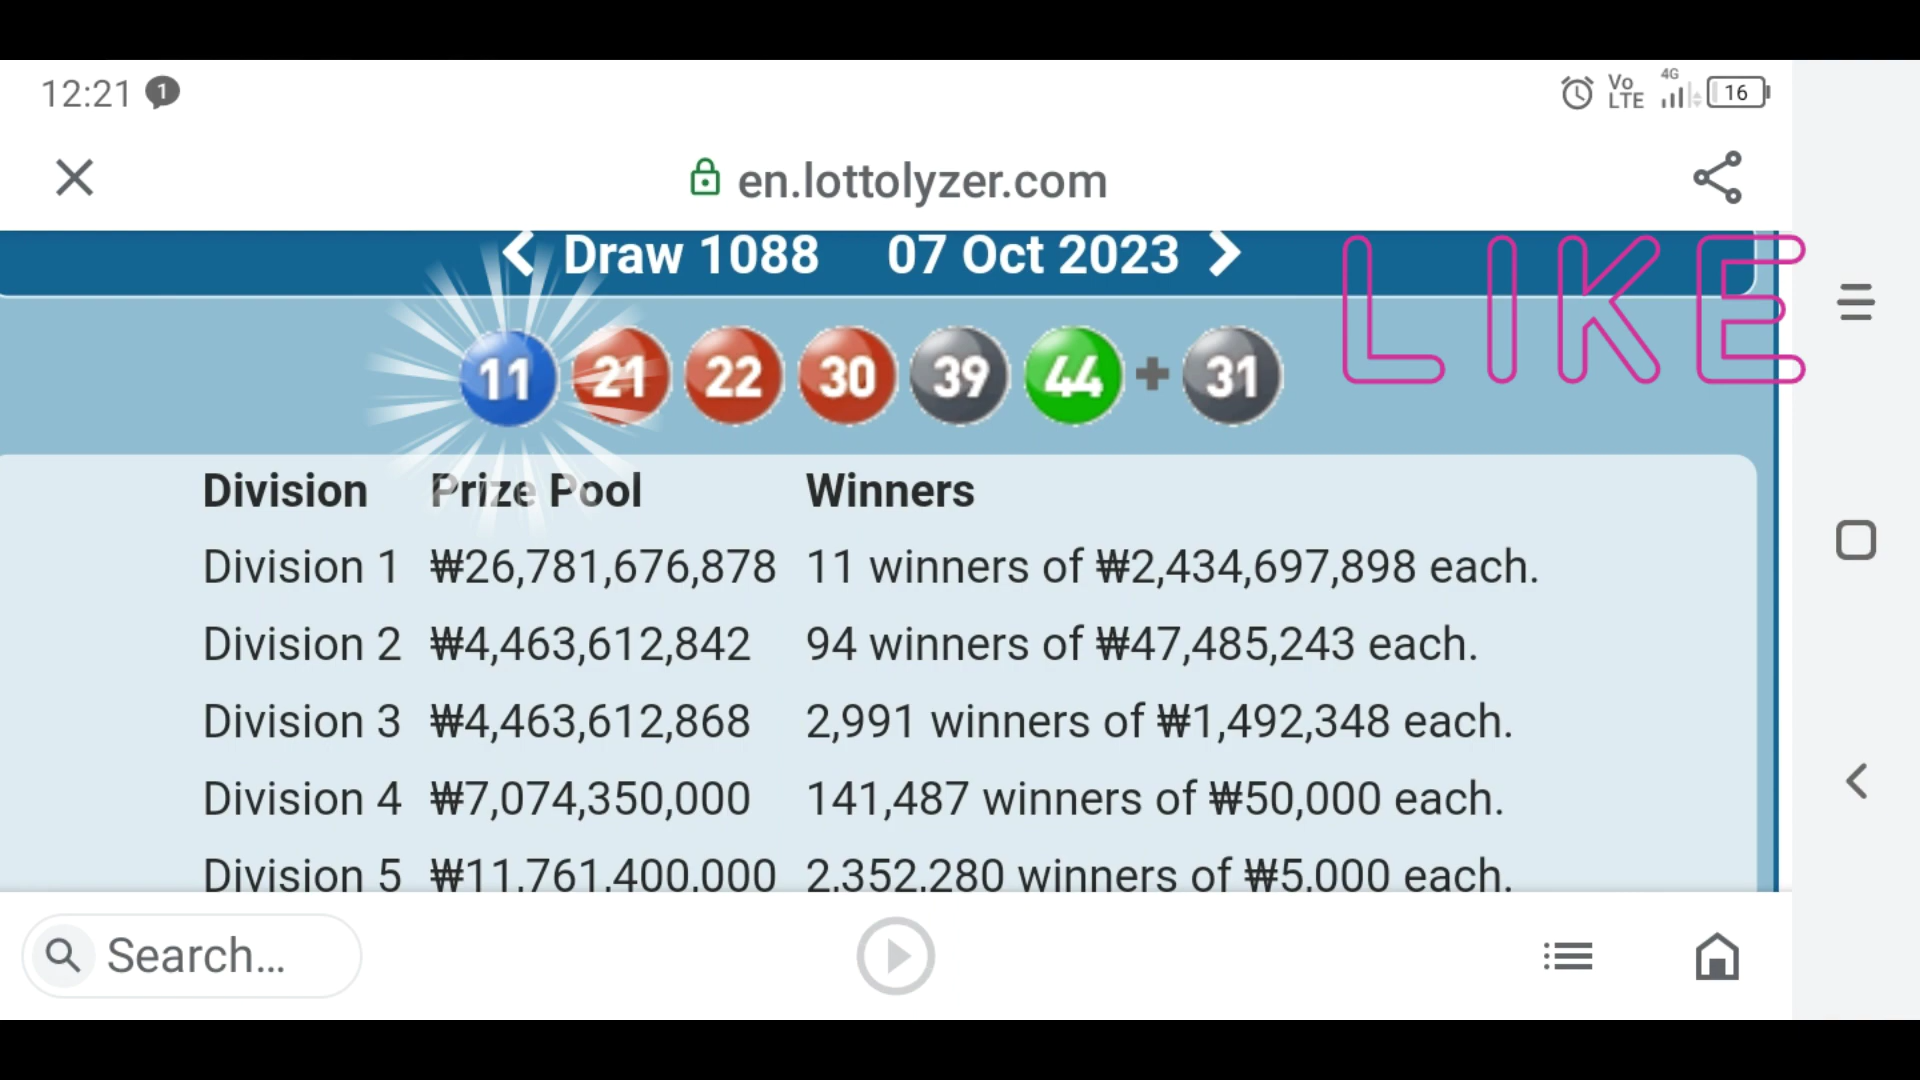 12:21 1 Vo LTE 4G 16
en.lottolyzer.com
Draw 1088 07 Oct 2023
LIKE
11 21 22 30 39 44 + 31
Division Prize Pool Winners
Division 1 ₩26,781,676,878 11 winners of ₩2,434,697,898 each.
Division 2 ₩4,463,612,842 94 winners of ₩47,485,243 each.
Division 3 ₩4,463,612,868 2,991 winners of ₩1,492,348 each.
Division 4 ₩7,074,350,000 141,487 winners of ₩50,000 each.
Division 5 ₩11,761,400,000 2,352,280 winners of ₩5,000 each.
Search...